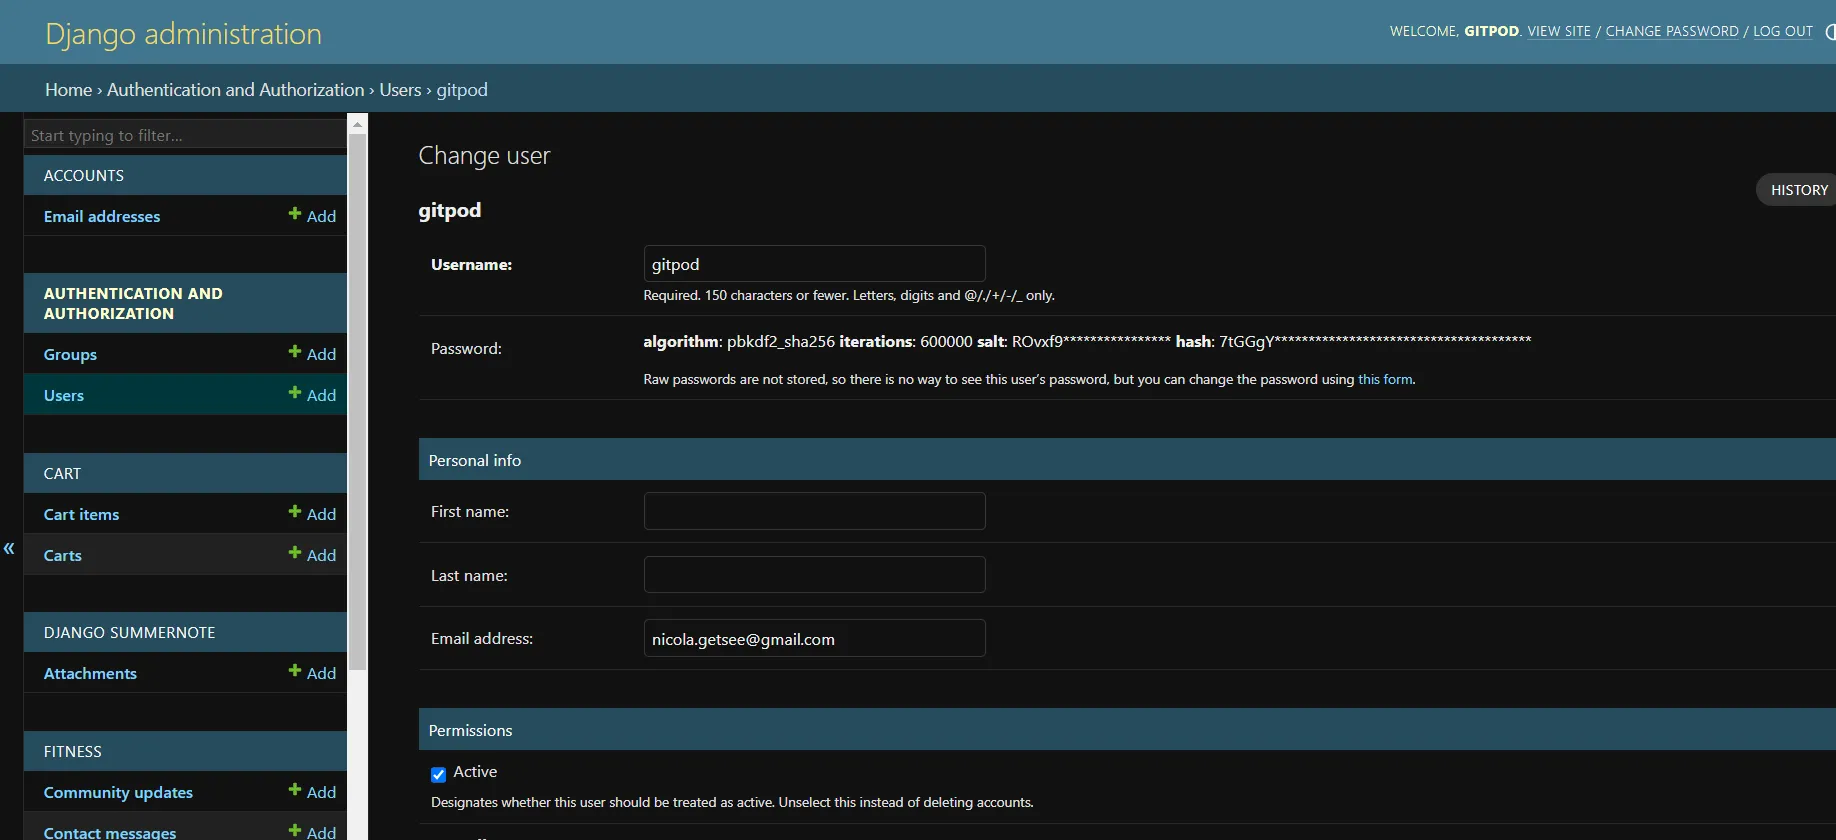 Django administration
WELCOME, GITPOD. VIEW SITE / CHANGE PASSWORD / LOG OUT
Home › Authentication and Authorization › Users › gitpod
Start typing to filter...
ACCOUNTS
Email addresses + Add
AUTHENTICATION AND
AUTHORIZATION
Groups + Add
Users + Add
CART
Cart items + Add
Carts + Add
DJANGO SUMMERNOTE
Attachments + Add
FITNESS
Community updates + Add
Contact messages + Add
«
Change user
HISTORY
gitpod
Username: gitpod
Required. 150 characters or fewer. Letters, digits and @/./+/-/_ only.
Password: algorithm: pbkdf2_sha256 iterations: 600000 salt: ROvxf9**************** hash: 7tGGgY**************************************
Raw passwords are not stored, so there is no way to see this user’s password, but you can change the password using this form.
Personal info
First name:
Last name:
Email address: nicola.getsee@gmail.com
Permissions
Active
Designates whether this user should be treated as active. Unselect this instead of deleting accounts.